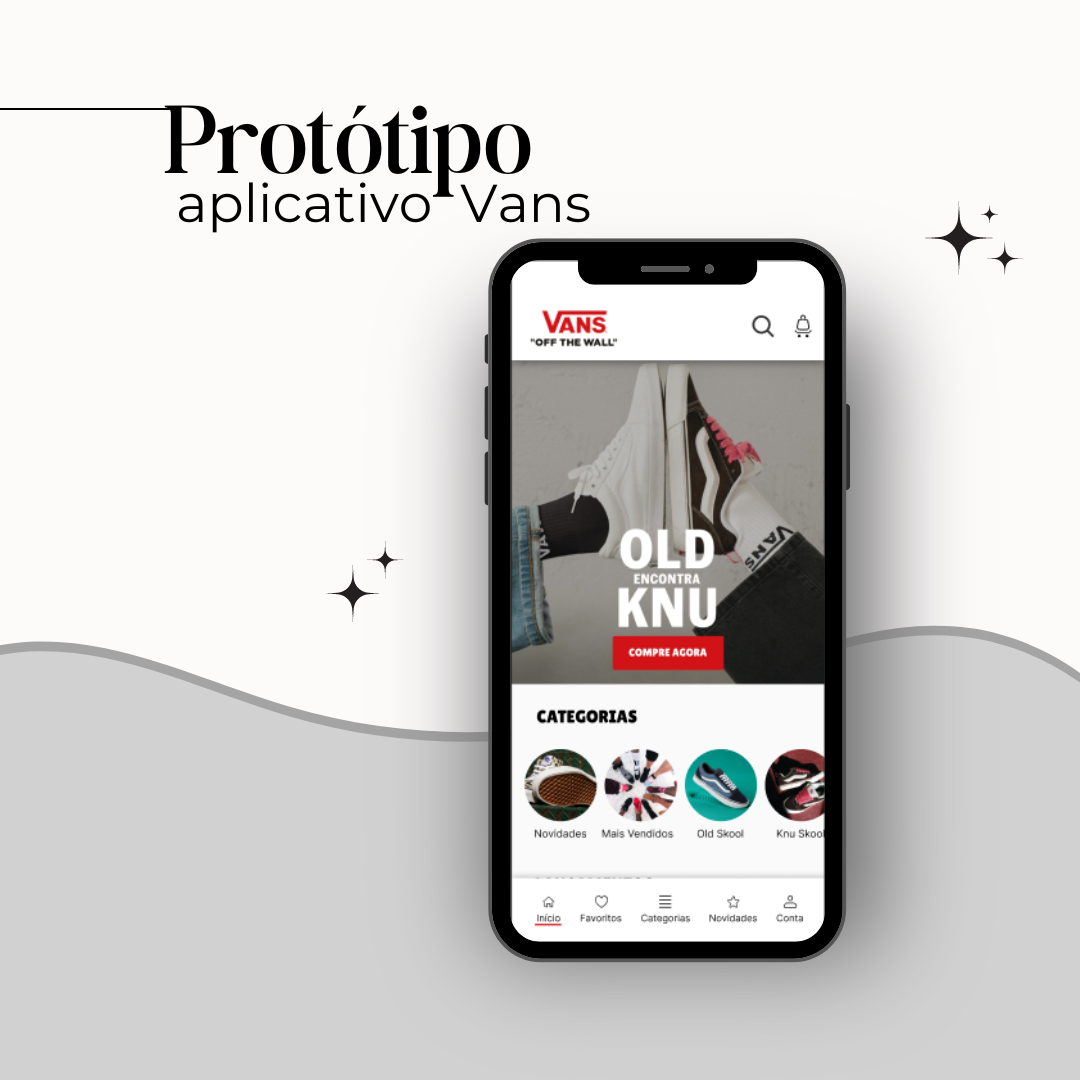 Protótipo
aplicativo Vans
VANS
"OFF THE WALL"
VANS
VANS
OLD
ENCONTRA
KNU
COMPRE AGORA
CATEGORIAS
Novidades Mais Vendidos Old Skool Knu Skool
Início Favoritos Categorias Novidades Conta